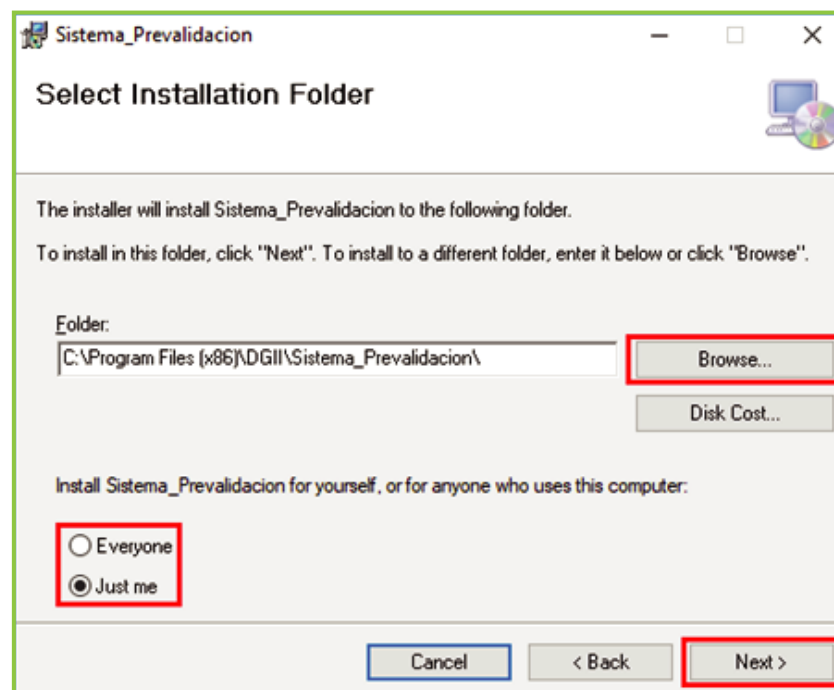 Sistema_Prevalidacion
Select Installation Folder
The installer will install Sistema_Prevalidacion to the following folder.
To install in this folder, click "Next". To install to a different folder, enter it below or click "Browse".
Folder:
C:\Program Files (x86)\DGII\Sistema_Prevalidacion\
Browse...
Disk Cost...
Install Sistema_Prevalidacion for yourself, or for anyone who uses this computer:
Everyone
Just me
Cancel
< Back
Next >